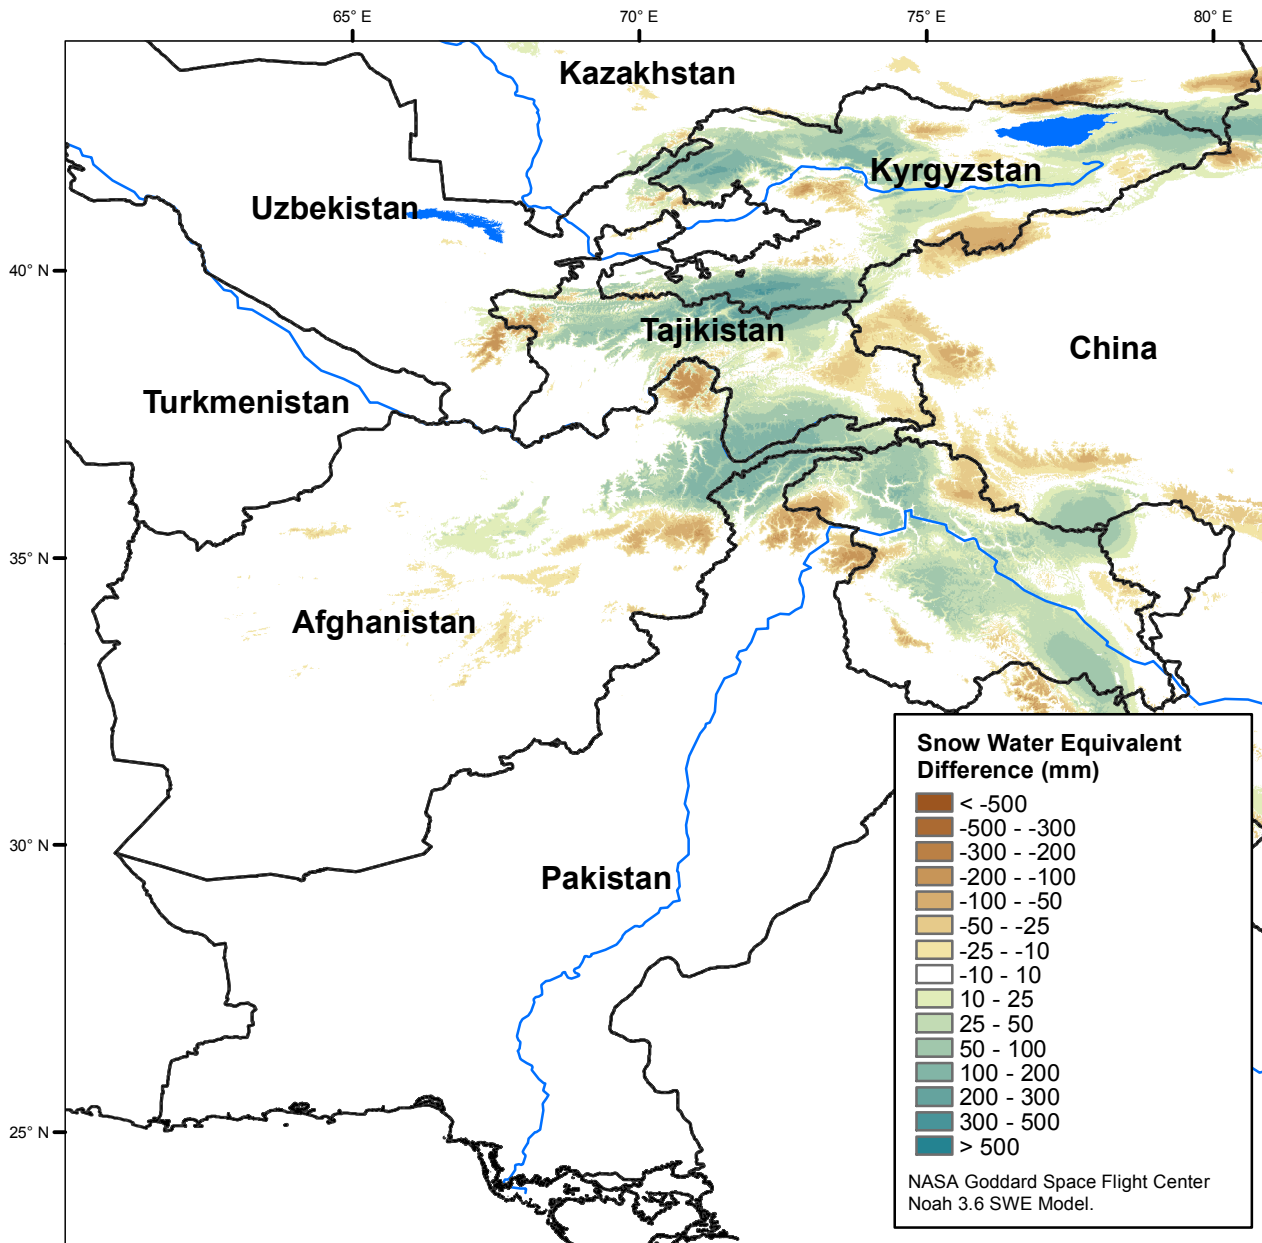 65° E
70° E
75° E
80° E
Kazakhstan
Kyrgyzstan
Uzbekistan
40° N
Tajikistan
China
Turkmenistan
35° N
Afghanistan
30° N
Pakistan
25° N
Snow Water Equivalent
Difference (mm)
< -500
-500 - -300
-300 - -200
-200 - -100
-100 - -50
-50 - -25
-25 - -10
-10 - 10
10 - 25
25 - 50
50 - 100
100 - 200
200 - 300
300 - 500
> 500
NASA Goddard Space Flight Center
Noah 3.6 SWE Model.